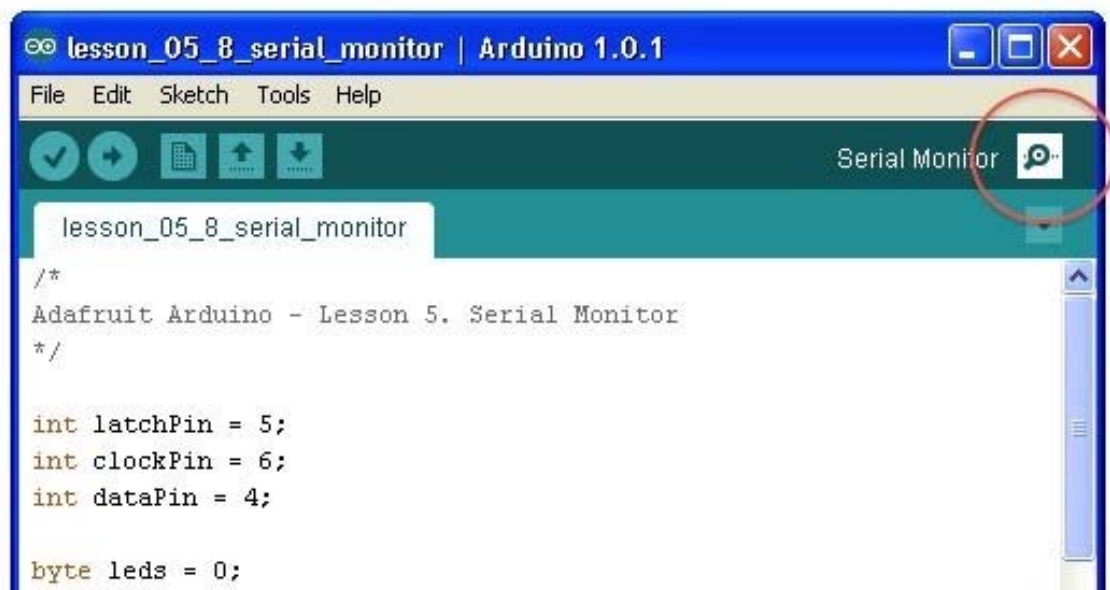 lesson_05_8_serial_monitor | Arduino 1.0.1
File Edit Sketch Tools Help
Serial Monitor
lesson_05_8_serial_monitor
/*
Adafruit Arduino - Lesson 5. Serial Monitor
*/
int latchPin = 5;
int clockPin = 6;
int dataPin = 4;
byte leds = 0;